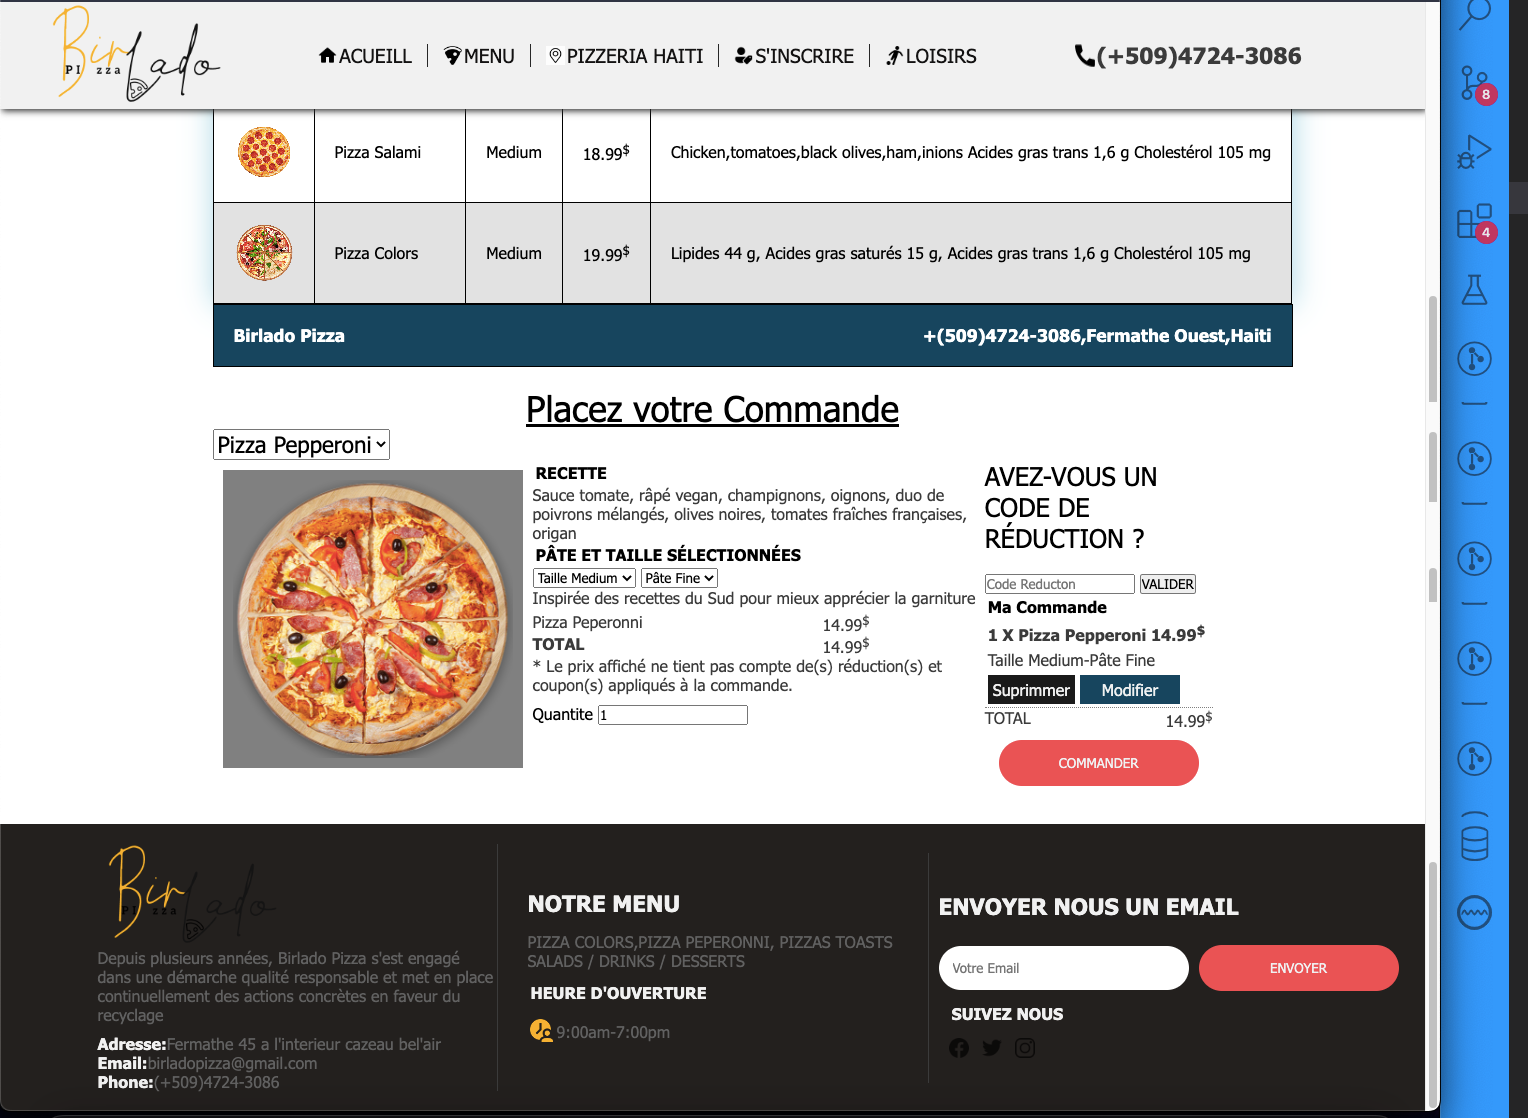 Birlado
PI zza
ACUEILL
MENU
PIZZERIA HAITI
S'INSCRIRE
LOISIRS
(+509)4724-3086
Pizza Salami Medium 18.99$ Chicken,tomatoes,black olives,ham,inions Acides gras trans 1,6 g Cholestérol 105 mg
Pizza Colors Medium 19.99$ Lipides 44 g, Acides gras saturés 15 g, Acides gras trans 1,6 g Cholestérol 105 mg
Birlado Pizza +(509)4724-3086,Fermathe Ouest,Haiti
Placez votre Commande
Pizza Pepperoni
RECETTE
Sauce tomate, râpé vegan, champignons, oignons, duo de
poivrons mélangés, olives noires, tomates fraîches françaises,
origan
PÂTE ET TAILLE SÉLECTIONNÉES
Taille Medium Pâte Fine
Inspirée des recettes du Sud pour mieux apprécier la garniture
Pizza Peperonni 14.99$
TOTAL 14.99$
* Le prix affiché ne tient pas compte de(s) réduction(s) et
coupon(s) appliqués à la commande.
Quantite 1
AVEZ-VOUS UN
CODE DE
RÉDUCTION ?
Code Reducton VALIDER
Ma Commande
1 X Pizza Pepperoni 14.99$
Taille Medium-Pâte Fine
Suprimmer Modifier
TOTAL 14.99$
COMMANDER
Birlado
PI zza
Depuis plusieurs années, Birlado Pizza s'est engagé
dans une démarche qualité responsable et met en place
continuellement des actions concrètes en faveur du
recyclage
Adresse:Fermathe 45 a l'interieur cazeau bel'air
Email:birladopizza@gmail.com
Phone:(+509)4724-3086
NOTRE MENU
PIZZA COLORS,PIZZA PEPERONNI, PIZZAS TOASTS
SALADS / DRINKS / DESSERTS
HEURE D'OUVERTURE
9:00am-7:00pm
ENVOYER NOUS UN EMAIL
Votre Email ENVOYER
SUIVEZ NOUS
8
4